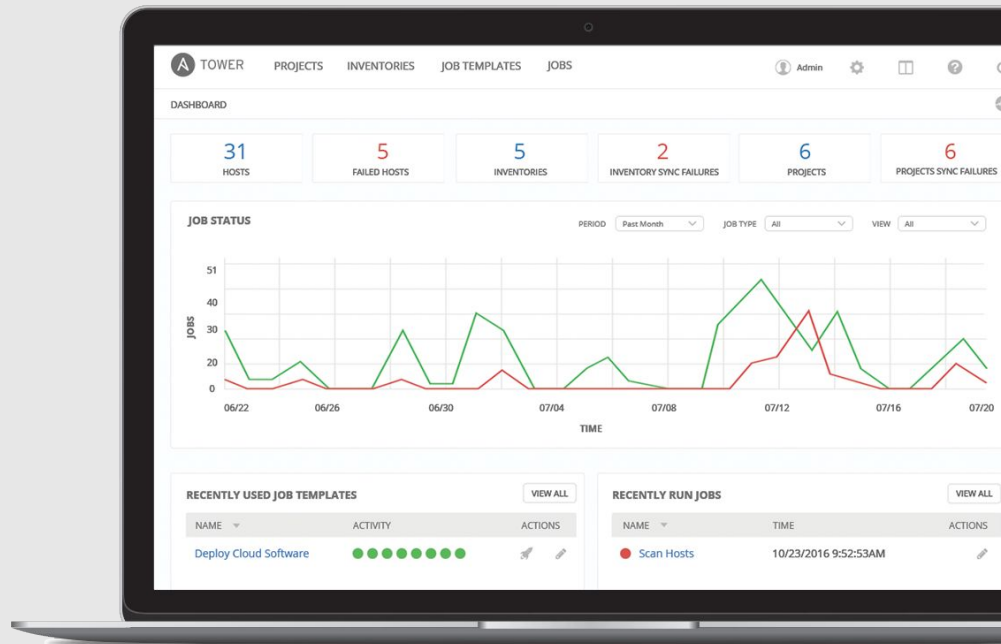 A TOWER PROJECTS INVENTORIES JOB TEMPLATES JOBS Admin ?
DASHBOARD
31 5 5 2 6 6
HOSTS FAILED HOSTS INVENTORIES INVENTORY SYNC FAILURES PROJECTS PROJECTS SYNC FAILURES
JOB STATUS PERIOD Past Month JOB TYPE All VIEW All
51
40
30
20
0
JOBS
06/22 06/26 06/30 07/04 07/08 07/12 07/16 07/20
TIME
RECENTLY USED JOB TEMPLATES VIEW ALL
NAME ACTIVITY ACTIONS
Deploy Cloud Software
RECENTLY RUN JOBS VIEW ALL
NAME TIME ACTIONS
Scan Hosts 10/23/2016 9:52:53AM